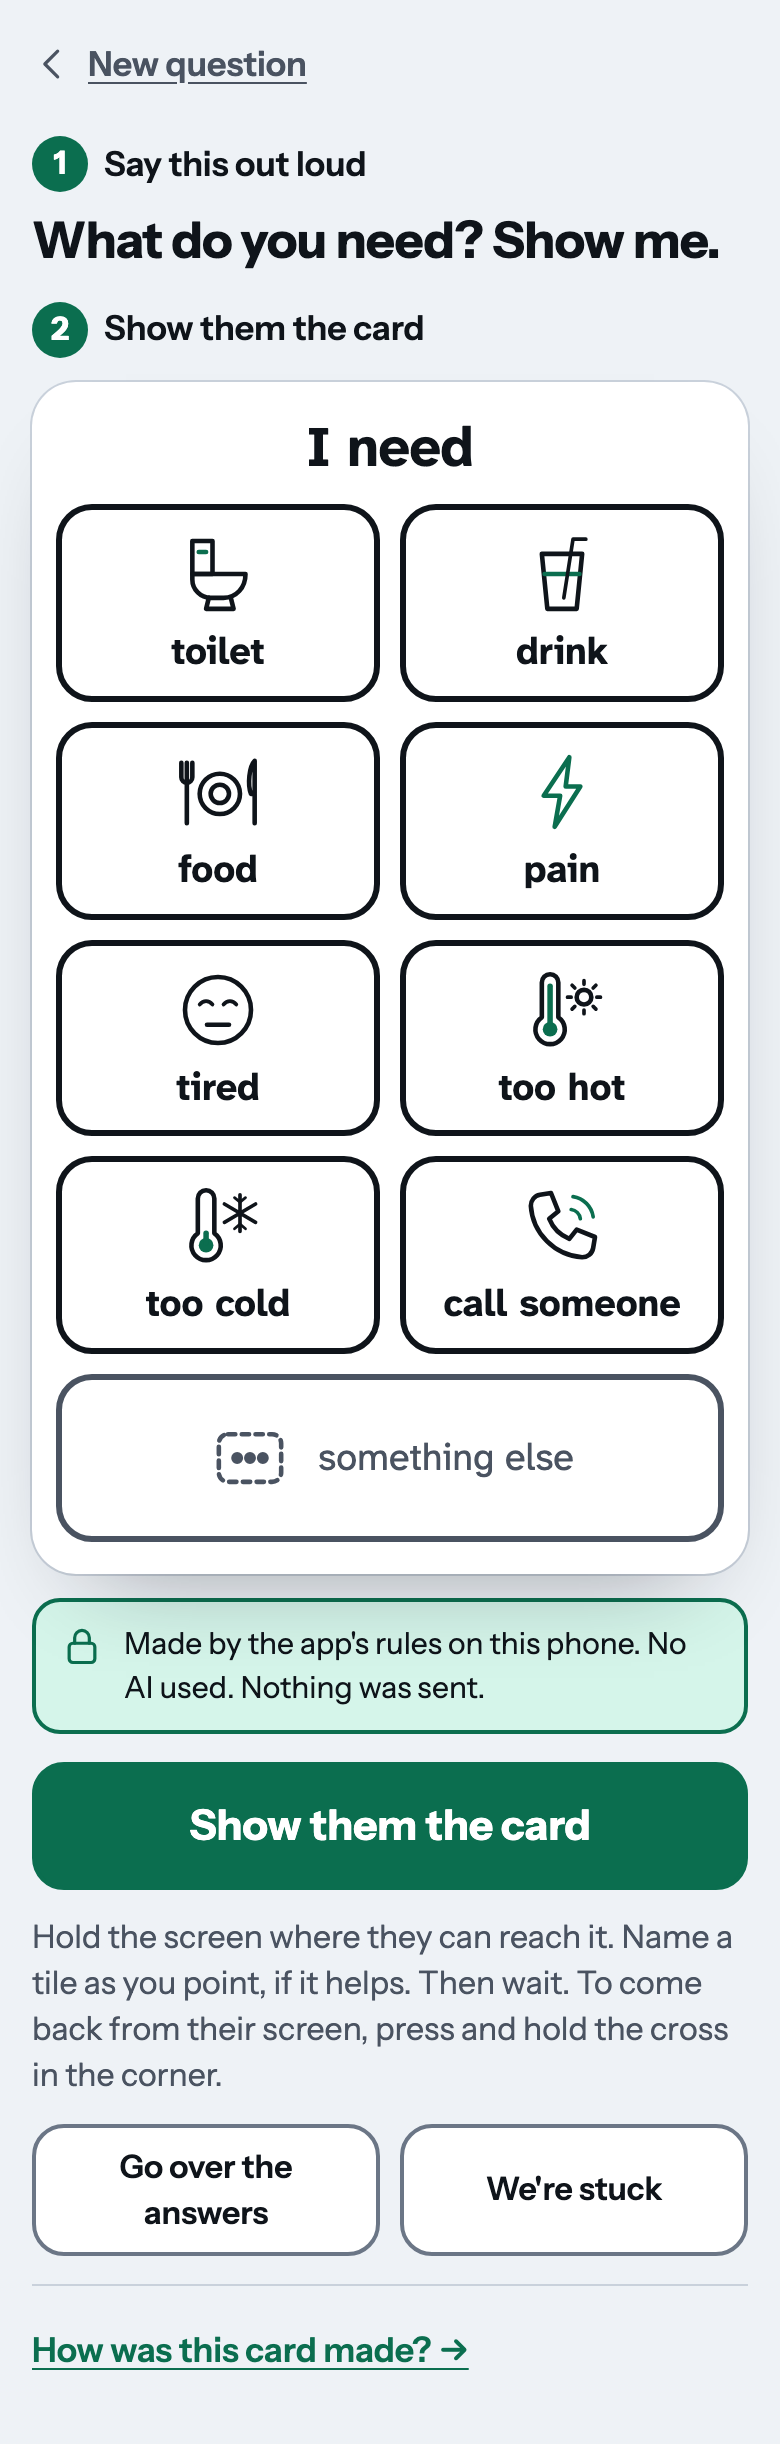 New question
1 Say this out loud
What do you need? Show me.
2 Show them the card
I need
toilet
drink
food
pain
tired
too hot
too cold
call someone
something else
Made by the app's rules on this phone. No
AI used. Nothing was sent.
Show them the card
Hold the screen where they can reach it. Name a
tile as you point, if it helps. Then wait. To come
back from their screen, press and hold the cross
in the corner.
Go over the
answers
We're stuck
How was this card made? →